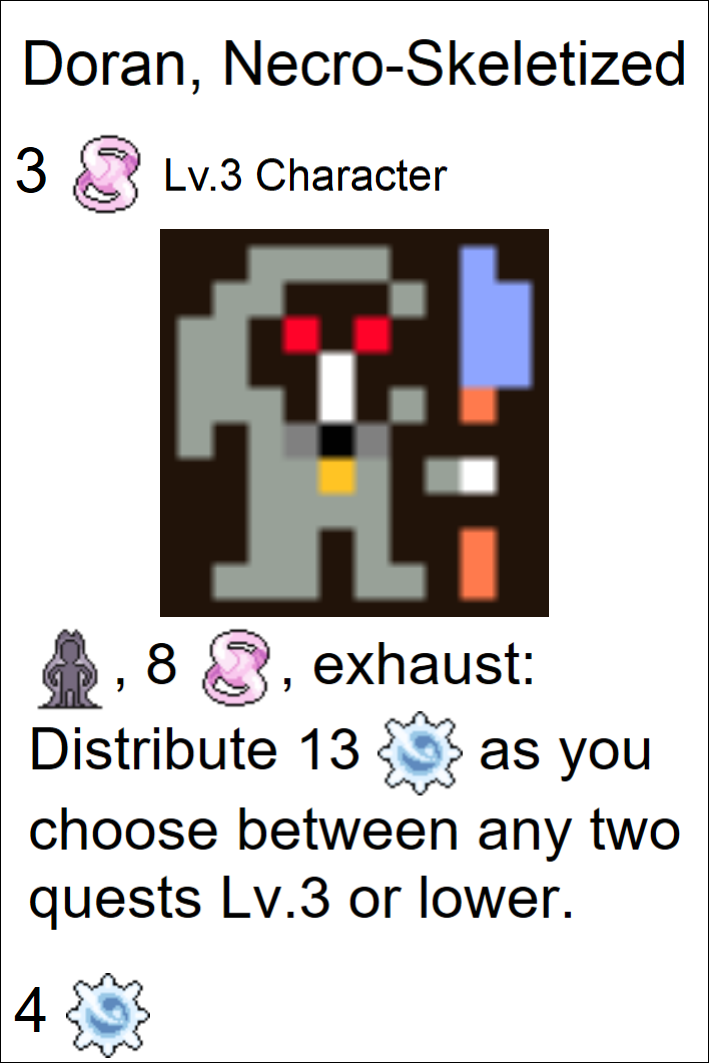 Doran, Necro-Skeletized
3 Lv.3 Character
, 8 , exhaust:
Distribute 13 as you
choose between any two
quests Lv.3 or lower.
4